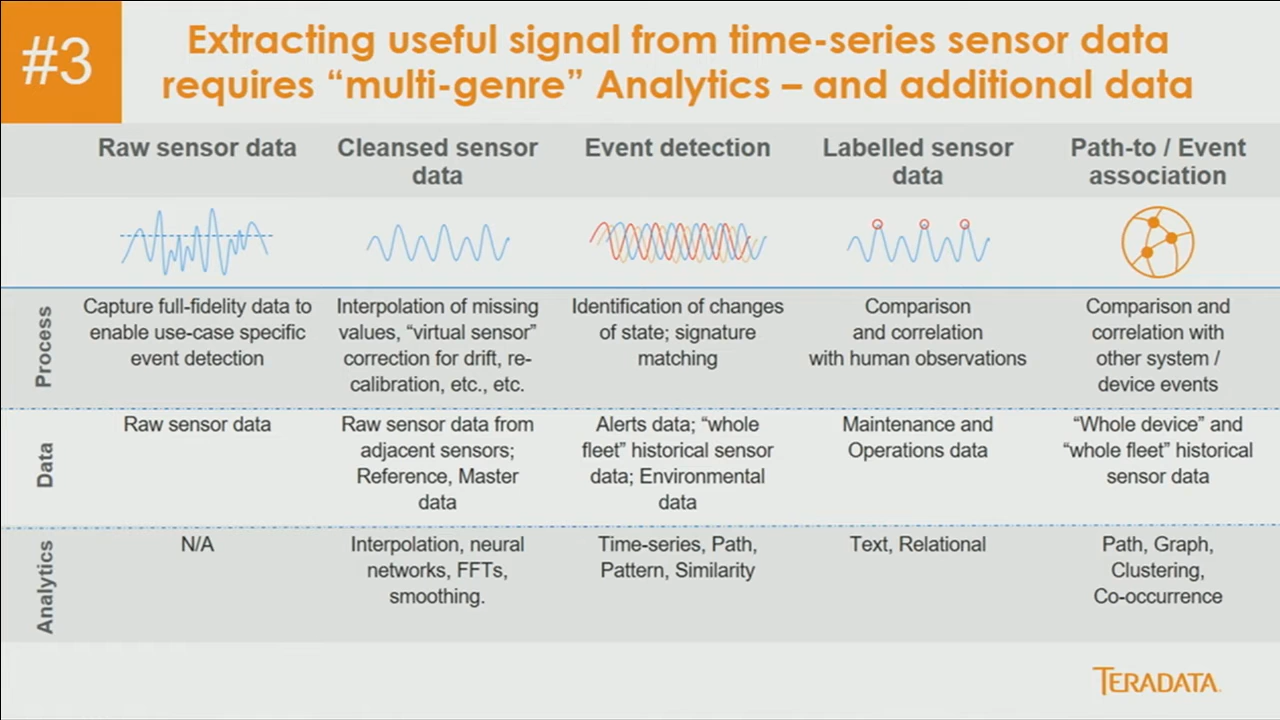 #3
Extracting useful signal from time-series sensor data
requires “multi-genre” Analytics – and additional data
Raw sensor data
Cleansed sensor
data
Event detection
Labelled sensor
data
Path-to / Event
association
Process
Capture full-fidelity data to
enable use-case specific
event detection
Interpolation of missing
values, “virtual sensor”
correction for drift, re-
calibration, etc., etc.
Identification of changes
of state; signature
matching
Comparison
and correlation
with human observations
Comparison and
correlation with
other system /
device events
Data
Raw sensor data
Raw sensor data from
adjacent sensors;
Reference, Master
data
Alerts data; “whole
fleet” historical sensor
data; Environmental
data
Maintenance and
Operations data
“Whole device” and
“whole fleet” historical
sensor data
Analytics
N/A
Interpolation, neural
networks, FFTs,
smoothing.
Time-series, Path,
Pattern, Similarity
Text, Relational
Path, Graph,
Clustering,
Co-occurrence
TERADATA